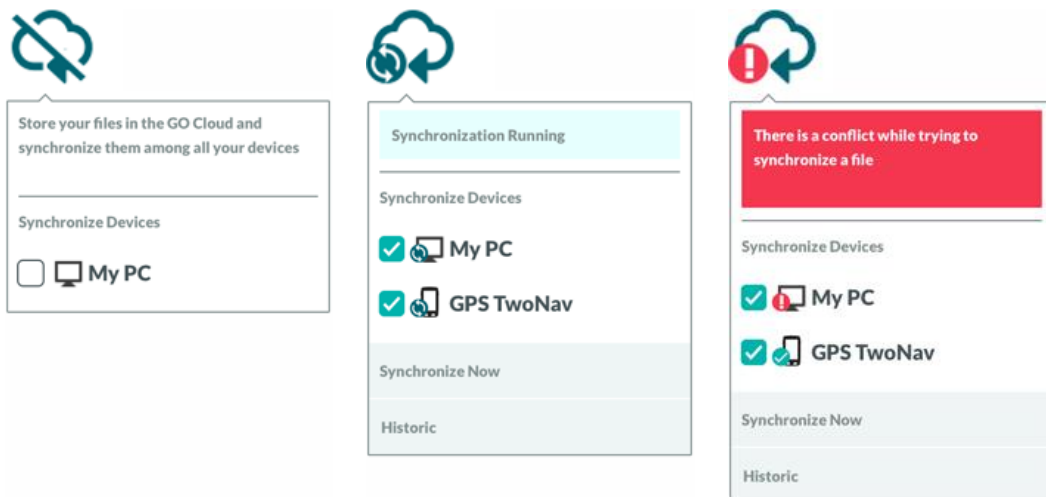 Store your files in the GO Cloud and
synchronize them among all your devices
Synchronize Devices
My PC
Synchronization Running
Synchronize Devices
My PC
GPS TwoNav
Synchronize Now
Historic
There is a conflict while trying to
synchronize a file
Synchronize Devices
My PC
GPS TwoNav
Synchronize Now
Historic